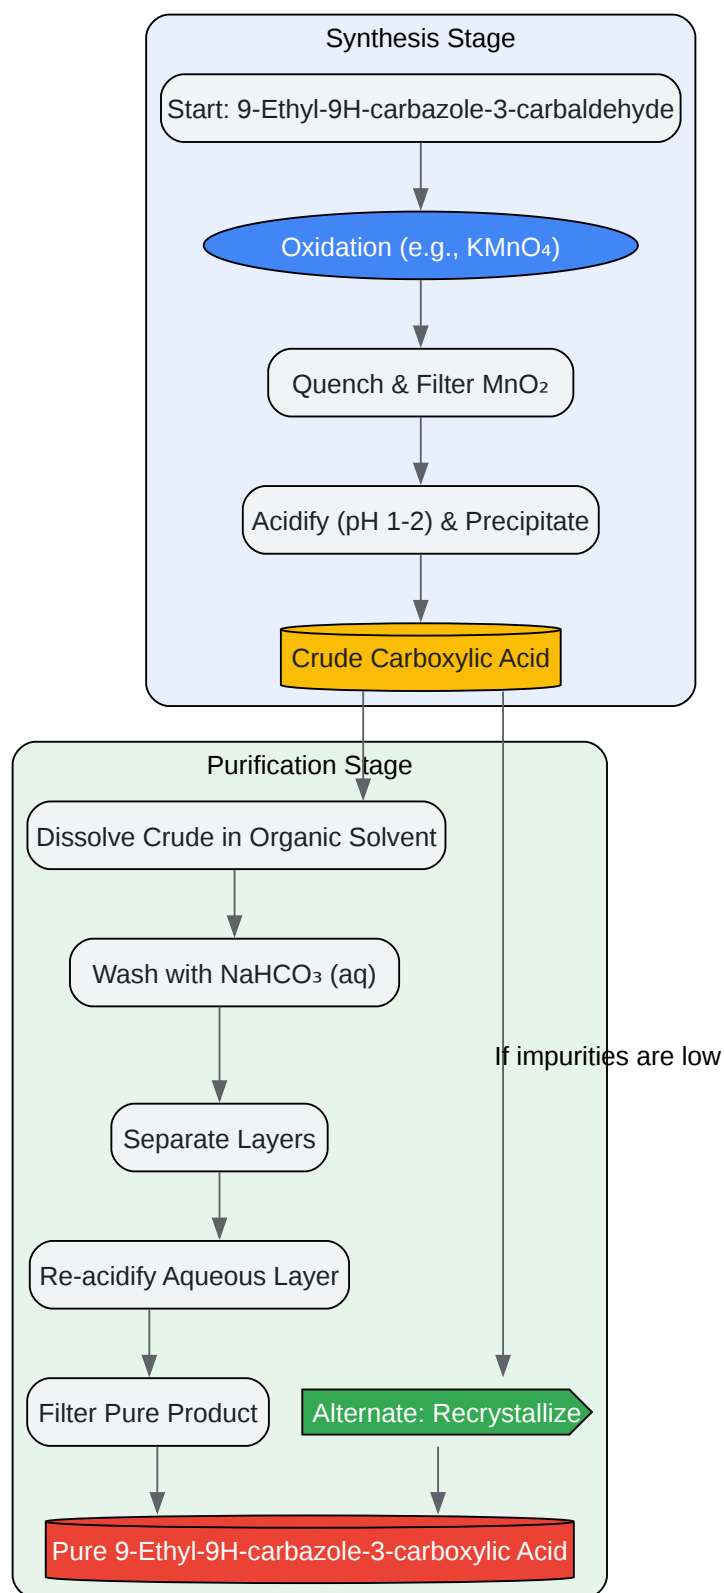 Synthesis Stage
Start: 9-Ethyl-9H-carbazole-3-carbaldehyde
Oxidation (e.g., KMnO₄)
Quench & Filter MnO₂
Acidify (pH 1-2) & Precipitate
Crude Carboxylic Acid
Purification Stage
Dissolve Crude in Organic Solvent
Wash with NaHCO₃ (aq)
If impurities are low
Separate Layers
Re-acidify Aqueous Layer
Filter Pure Product
Alternate: Recrystallize
Pure 9-Ethyl-9H-carbazole-3-carboxylic Acid